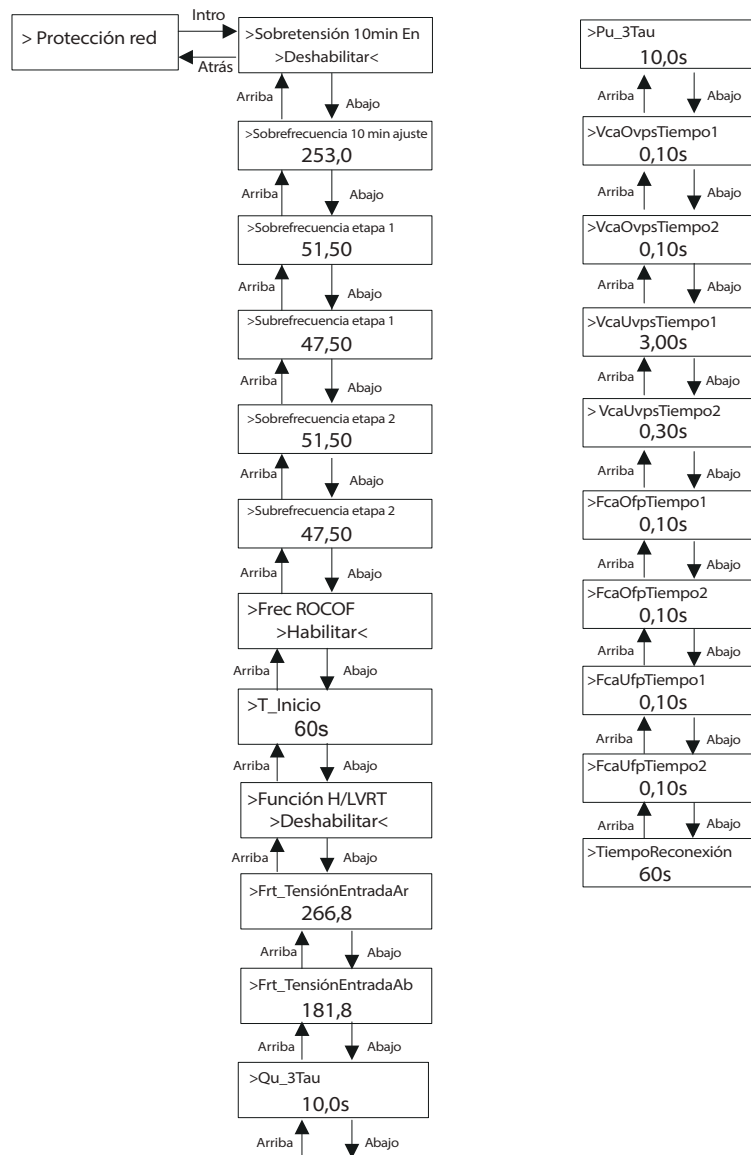 > Protección red
Intro
Atrás
>Sobretensión 10min En
>Deshabilitar<
Arriba
Abajo
>Sobrefrecuencia 10 min ajuste
253,0
Arriba
Abajo
>Sobrefrecuencia etapa 1
51,50
Arriba
Abajo
>Subrefrecuencia etapa 1
47,50
Arriba
Abajo
>Sobrefrecuencia etapa 2
51,50
Arriba
Abajo
>Subrefrecuencia etapa 2
47,50
Arriba
Abajo
>Frec ROCOF
>Habilitar<
Arriba
Abajo
>T_Inicio
60s
Arriba
Abajo
>Función H/LVRT
>Deshabilitar<
Arriba
Abajo
>Frt_TensiónEntradaAr
266,8
Arriba
Abajo
>Frt_TensiónEntradaAb
181,8
Arriba
Abajo
>Qu_3Tau
10,0s
Arriba
Abajo
>Pu_3Tau
10,0s
Arriba
Abajo
>VcaOvpsTiempo1
0,10s
Arriba
Abajo
>VcaOvpsTiempo2
0,10s
Arriba
Abajo
>VcaUvpsTiempo1
3,00s
Arriba
Abajo
> VcaUvpsTiempo2
0,30s
Arriba
Abajo
>FcaOfpTiempo1
0,10s
Arriba
Abajo
>FcaOfpTiempo2
0,10s
Arriba
Abajo
>FcaUfpTiempo1
0,10s
Arriba
Abajo
>FcaUfpTiempo2
0,10s
Arriba
Abajo
>TiempoReconexión
60s